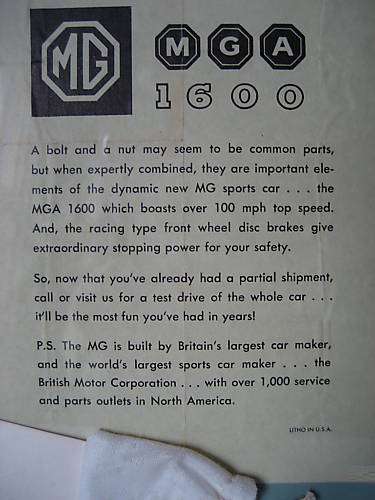 MG
MGA
1600
A bolt and a nut may seem to be common parts,
but when expertly combined, they are important ele-
ments of the dynamic new MG sports car . . . the
MGA 1600 which boasts over 100 mph top speed.
And, the racing type front wheel disc brakes give
extraordinary stopping power for your safety.
So, now that you've already had a partial shipment,
call or visit us for a test drive of the whole car . . .
it'll be the most fun you've had in years!
P.S. The MG is built by Britain's largest car maker,
and the world's largest sports car maker . . . the
British Motor Corporation . . . with over 1,000 service
and parts outlets in North America.
LITHO IN U.S.A.